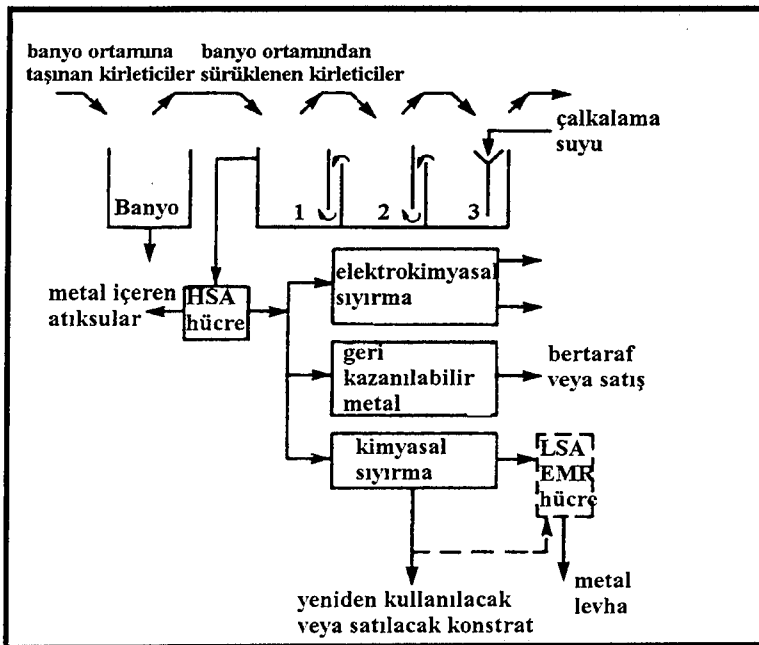 banyo ortamına
taşınan kirleticiler
banyo ortamından
sürüklenen kirleticiler
çalkalama
suyu
Banyo
1
2
3
metal içeren
atıksular
HSA
hücre
elektrokimyasal
sıyırma
geri
kazanılabilir
metal
bertaraf
veya satış
kimyasal
sıyırma
LSA
EMR
hücre
yeniden kullanılacak
veya satılacak konstrat
metal
levha